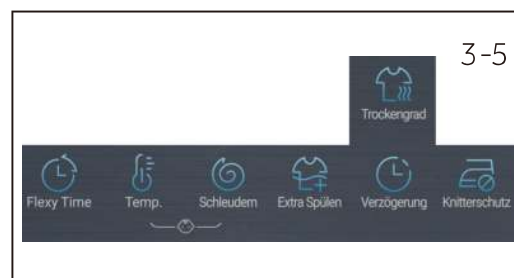 3-5
Trockengrad
Flexy Time Temp. Schleudern Extra Spülen Verzögerung Knitterschutz